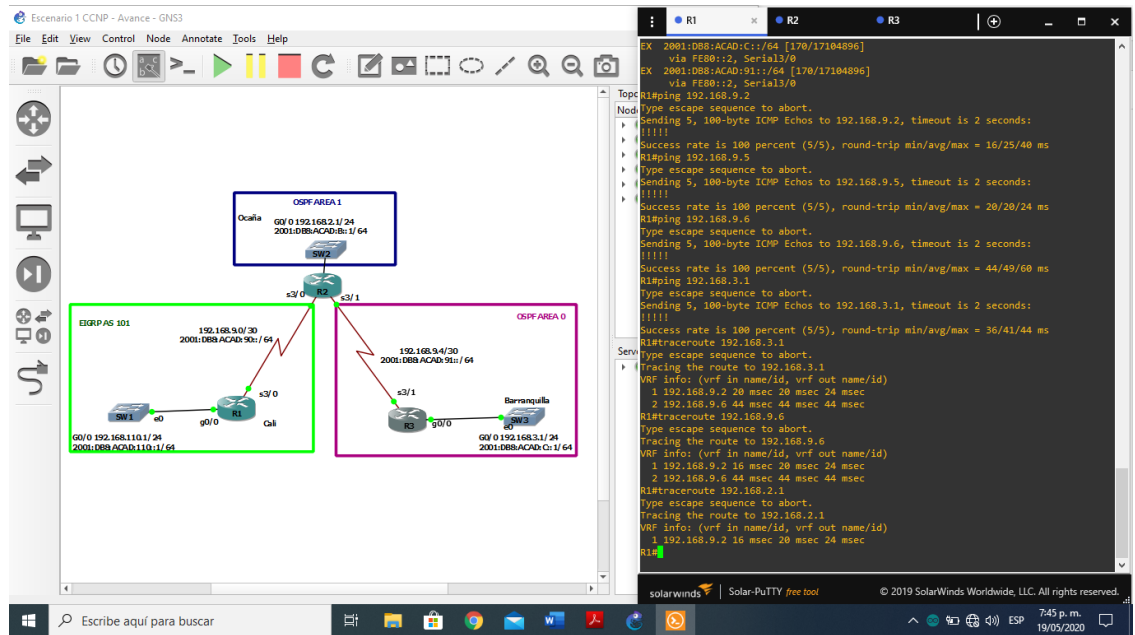 Escenario 1 CCNP - Avance - GNS3
File Edit View Control Node Annotate Tools Help
Topo
Node
Serv
OSPF AREA 1
Ocaña
G0/0 192.168.2.1/24
2001:DB8:ACAD:B::1/64
SW2
R2
s3/0
s3/1
EIGRP AS 101
192.168.9.0/30
2001:DB8:ACAD:90::/64
s3/0
SW1
e0
g0/0
R1
Cali
G0/0 192.168.110.1/24
2001:DB8:ACAD:110::1/64
OSPF AREA 0
192.168.9.4/30
2001:DB8:ACAD:91::/64
s3/1
Barranquilla
R3
g0/0
SW3
e0
G0/0 192.168.3.1/24
2001:DB8:ACAD:C::1/64
R1
R2
R3
EX 2001:DB8:ACAD:C::/64 [170/17104896]
via FE80::2, Serial3/0
EX 2001:DB8:ACAD:91::/64 [170/17104896]
via FE80::2, Serial3/0
R1#ping 192.168.9.2
Type escape sequence to abort.
Sending 5, 100-byte ICMP Echos to 192.168.9.2, timeout is 2 seconds:
!!!!!
Success rate is 100 percent (5/5), round-trip min/avg/max = 16/25/40 ms
R1#ping 192.168.9.5
Type escape sequence to abort.
Sending 5, 100-byte ICMP Echos to 192.168.9.5, timeout is 2 seconds:
!!!!!
Success rate is 100 percent (5/5), round-trip min/avg/max = 20/20/24 ms
R1#ping 192.168.9.6
Type escape sequence to abort.
Sending 5, 100-byte ICMP Echos to 192.168.9.6, timeout is 2 seconds:
!!!!!
Success rate is 100 percent (5/5), round-trip min/avg/max = 44/49/60 ms
R1#ping 192.168.3.1
Type escape sequence to abort.
Sending 5, 100-byte ICMP Echos to 192.168.3.1, timeout is 2 seconds:
!!!!!
Success rate is 100 percent (5/5), round-trip min/avg/max = 36/41/44 ms
R1#traceroute 192.168.3.1
Type escape sequence to abort.
Tracing the route to 192.168.3.1
VRF info: (vrf in name/id, vrf out name/id)
1 192.168.9.2 20 msec 20 msec 24 msec
2 192.168.9.6 44 msec 44 msec 44 msec
R1#traceroute 192.168.9.6
Type escape sequence to abort.
Tracing the route to 192.168.9.6
VRF info: (vrf in name/id, vrf out name/id)
1 192.168.9.2 16 msec 20 msec 24 msec
2 192.168.9.6 44 msec 44 msec 44 msec
R1#traceroute 192.168.2.1
Type escape sequence to abort.
Tracing the route to 192.168.2.1
VRF info: (vrf in name/id, vrf out name/id)
1 192.168.9.2 16 msec 20 msec 24 msec
R1#
solarwinds Solar-PuTTY free tool © 2019 SolarWinds Worldwide, LLC. All rights reserved.
Escribe aquí para buscar
ESP
7:45 p. m.
19/05/2020